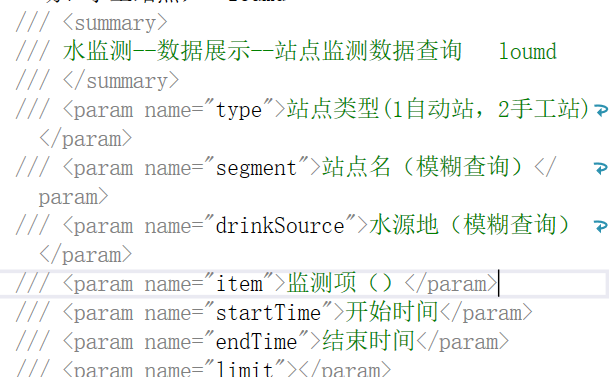 /// <summary>
/// 水监测--数据展示--站点监测数据查询   loumd
/// </summary>
/// <param name="type">站点类型(1自动站，2手工站)
</param>
/// <param name="segment">站点名（模糊查询）</
param>
/// <param name="drinkSource">水源地（模糊查询）
</param>
/// <param name="item">监测项（）</param>
/// <param name="startTime">开始时间</param>
/// <param name="endTime">结束时间</param>
/// <param name="limit"></param>